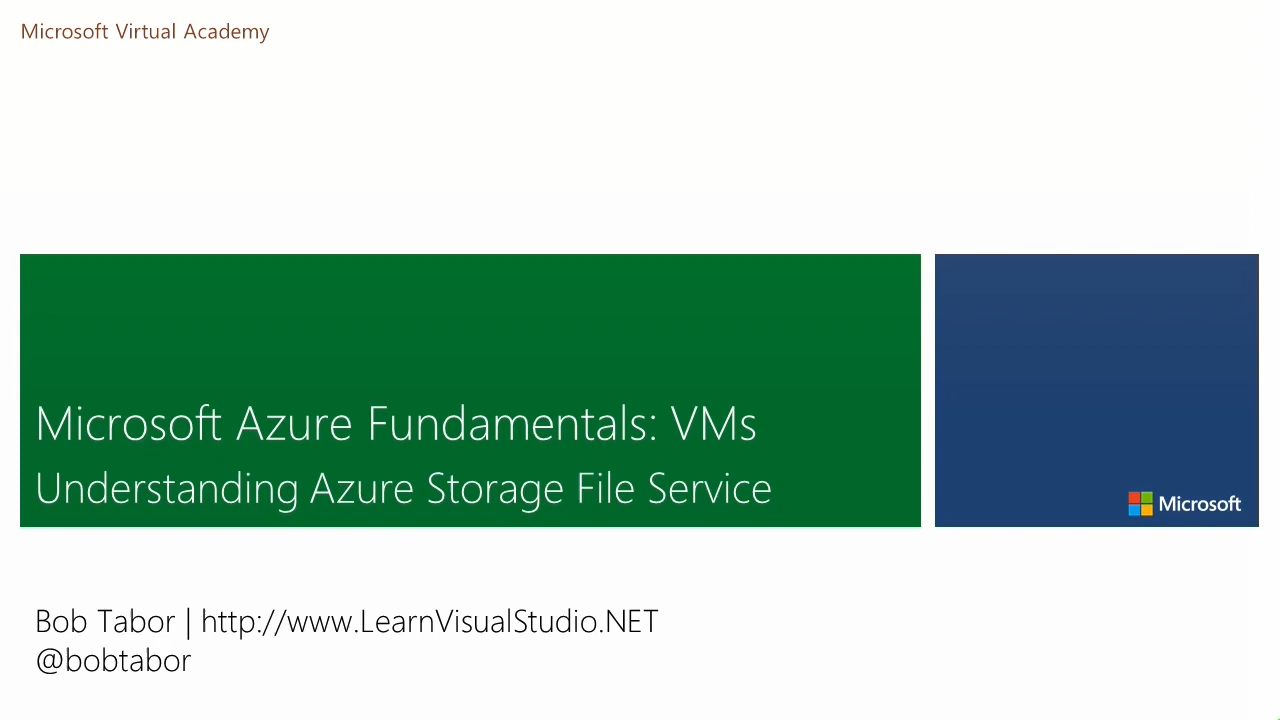 Microsoft Virtual Academy
Microsoft Azure Fundamentals: VMs
Understanding Azure Storage File Service
Microsoft
Bob Tabor | http://www.LearnVisualStudio.NET
@bobtabor